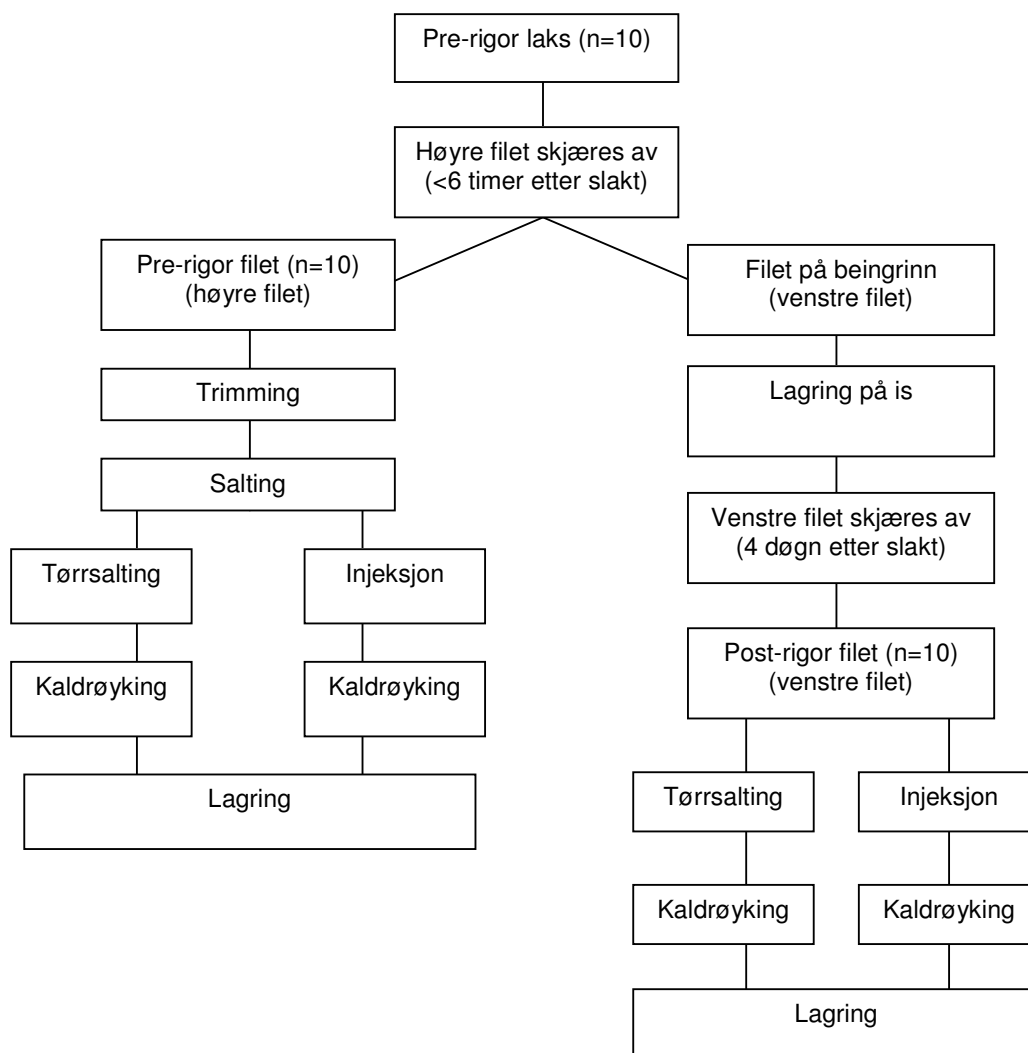 Pre-rigor laks (n=10)
Høyre filet skjæres av
(<6 timer etter slakt)
Pre-rigor filet (n=10)
(høyre filet)
Trimming
Salting
Tørrsalting
Injeksjon
Kaldrøyking
Kaldrøyking
Lagring
Filet på beingrinn
(venstre filet)
Lagring på is
Venstre filet skjæres av
(4 døgn etter slakt)
Post-rigor filet (n=10)
(venstre filet)
Tørrsalting
Injeksjon
Kaldrøyking
Kaldrøyking
Lagring